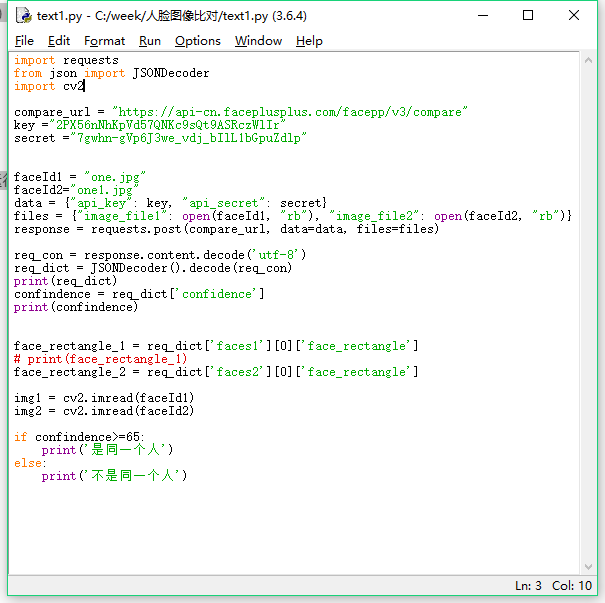 text1.py - C:/week/人脸图像比对/text1.py (3.6.4)
File Edit Format Run Options Window Help
import requests
from json import JSONDecoder
import cv2
compare_url = "https://api-cn.faceplusplus.com/facepp/v3/compare"
key ="2PX56nNhKpVd57QNKc9sQt9ASRczWlIr"
secret ="7gwhn-gVp6J3we_vdj_bIlL1bGpuZdlp"
faceId1 = "one.jpg"
faceId2="one1.jpg"
data = {"api_key": key, "api_secret": secret}
files = {"image_file1": open(faceId1, "rb"), "image_file2": open(faceId2, "rb")}
response = requests.post(compare_url, data=data, files=files)
req_con = response.content.decode('utf-8')
req_dict = JSONDecoder().decode(req_con)
print(req_dict)
confindence = req_dict['confidence']
print(confindence)
face_rectangle_1 = req_dict['faces1'][0]['face_rectangle']
# print(face_rectangle_1)
face_rectangle_2 = req_dict['faces2'][0]['face_rectangle']
img1 = cv2.imread(faceId1)
img2 = cv2.imread(faceId2)
if confindence>=65:
    print('是同一个人')
else:
    print('不是同一个人')
Ln: 3 Col: 10